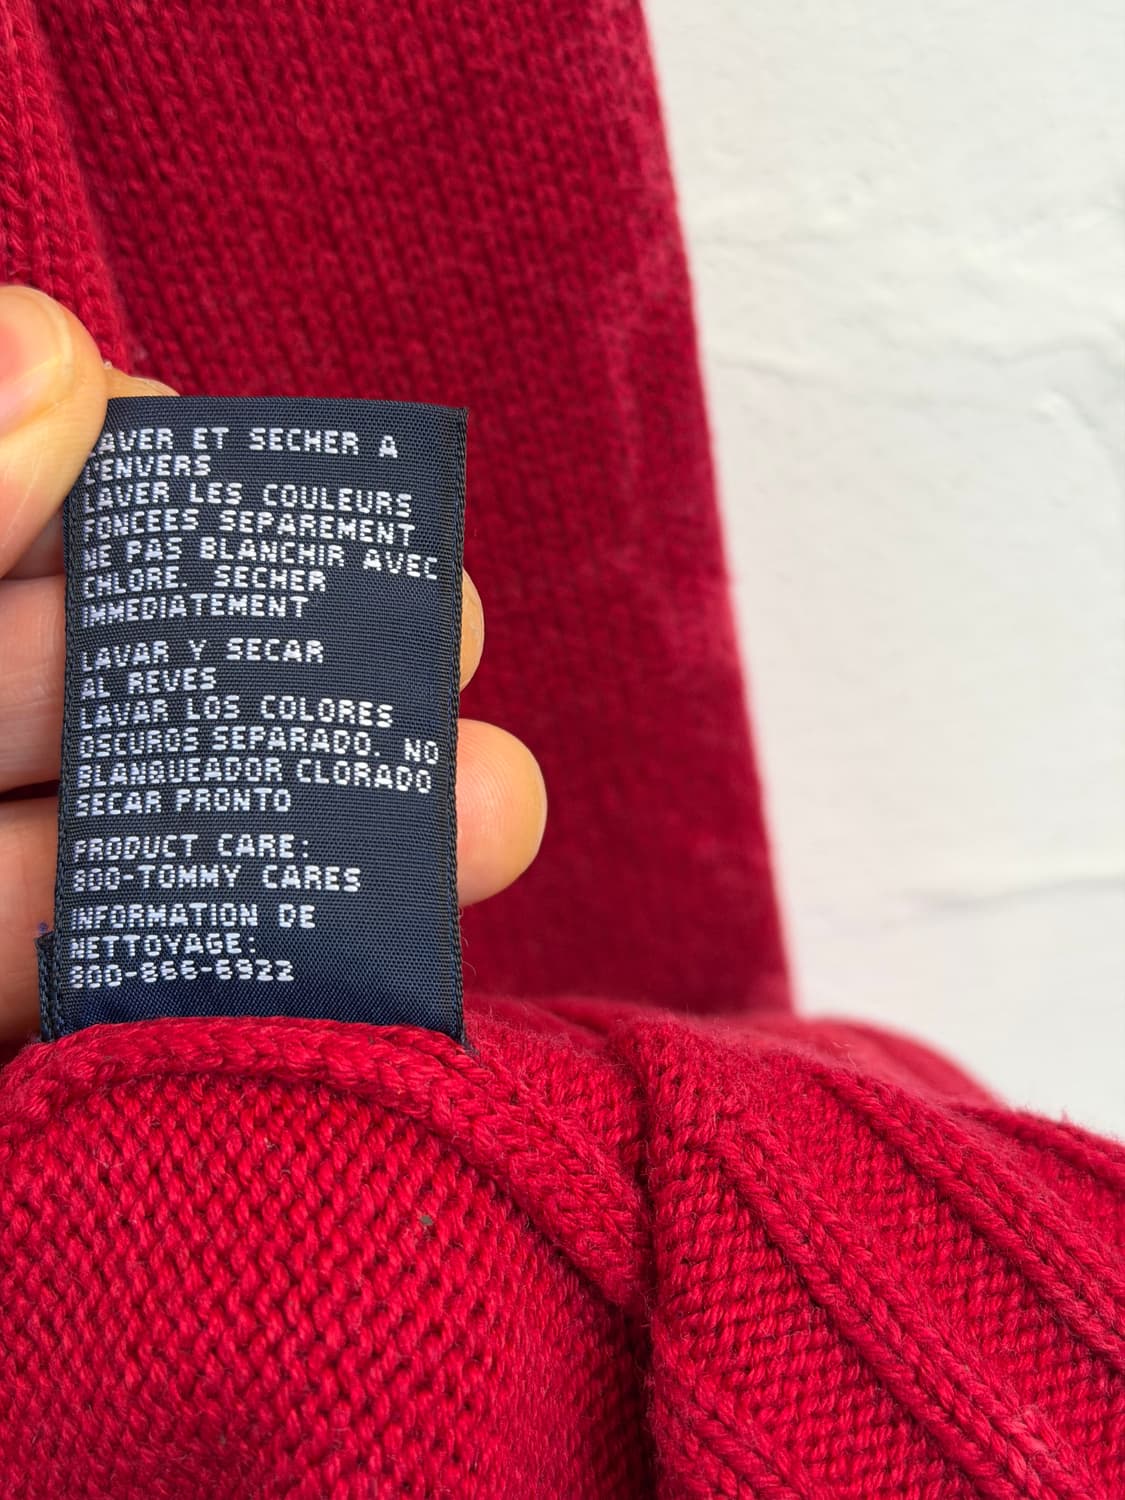 LAVER ET SECHER A
L'ENVERS
LAVER LES COULEURS
FONCEES SEPAREMENT
NE PAS BLANCHIR AVEC
CHLORE. SECHER
IMMEDIATEMENT
LAVAR Y SECAR
AL REVES
LAVAR LOS COLORES
OSCUROS SEPARADO. NO
BLANQUEADOR CLORADO
SECAR PRONTO
PRODUCT CARE:
800-TOMMY CARES
INFORMATION DE
NETTOYAGE:
800-866-6922